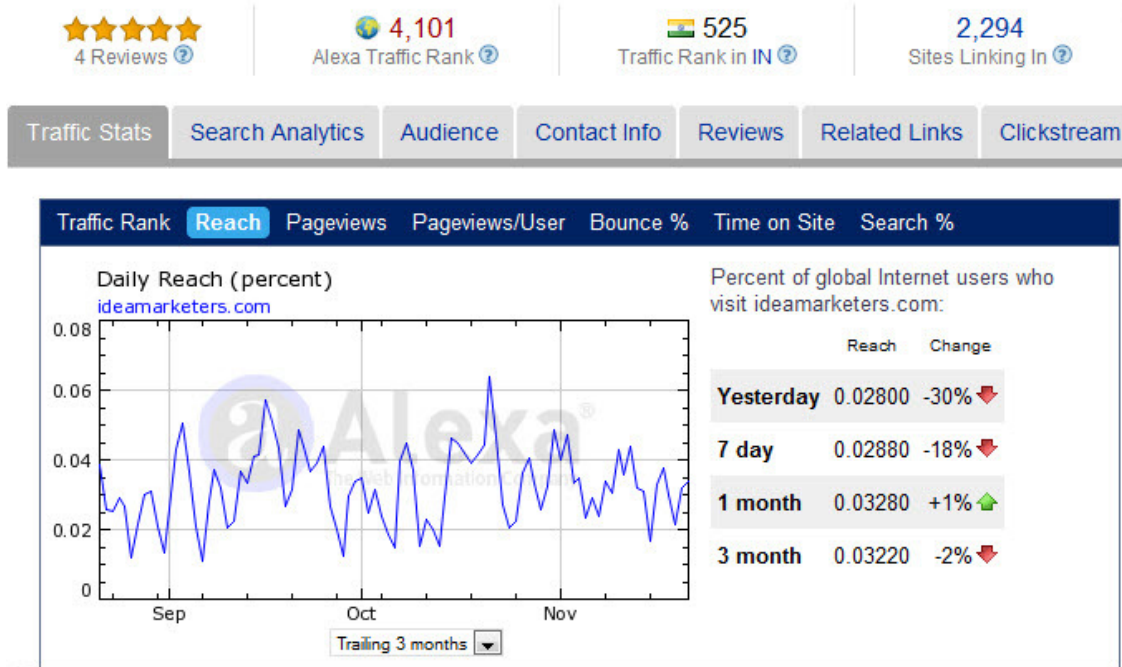 4,101 525 2,294
4 Reviews ? Alexa Traffic Rank ? Traffic Rank in IN ? Sites Linking In ?
Traffic Stats Search Analytics Audience Contact Info Reviews Related Links Clickstream
Traffic Rank Reach Pageviews Pageviews/User Bounce % Time on Site Search %
Daily Reach (percent)
ideamarketers.com
0.08
0.06
0.04
0.02
0
Alexa®
The Web Information Company
Sep Oct Nov
Trailing 3 months
Percent of global Internet users who
visit ideamarketers.com:
Reach Change
Yesterday 0.02800 -30%
7 day 0.02880 -18%
1 month 0.03280 +1%
3 month 0.03220 -2%